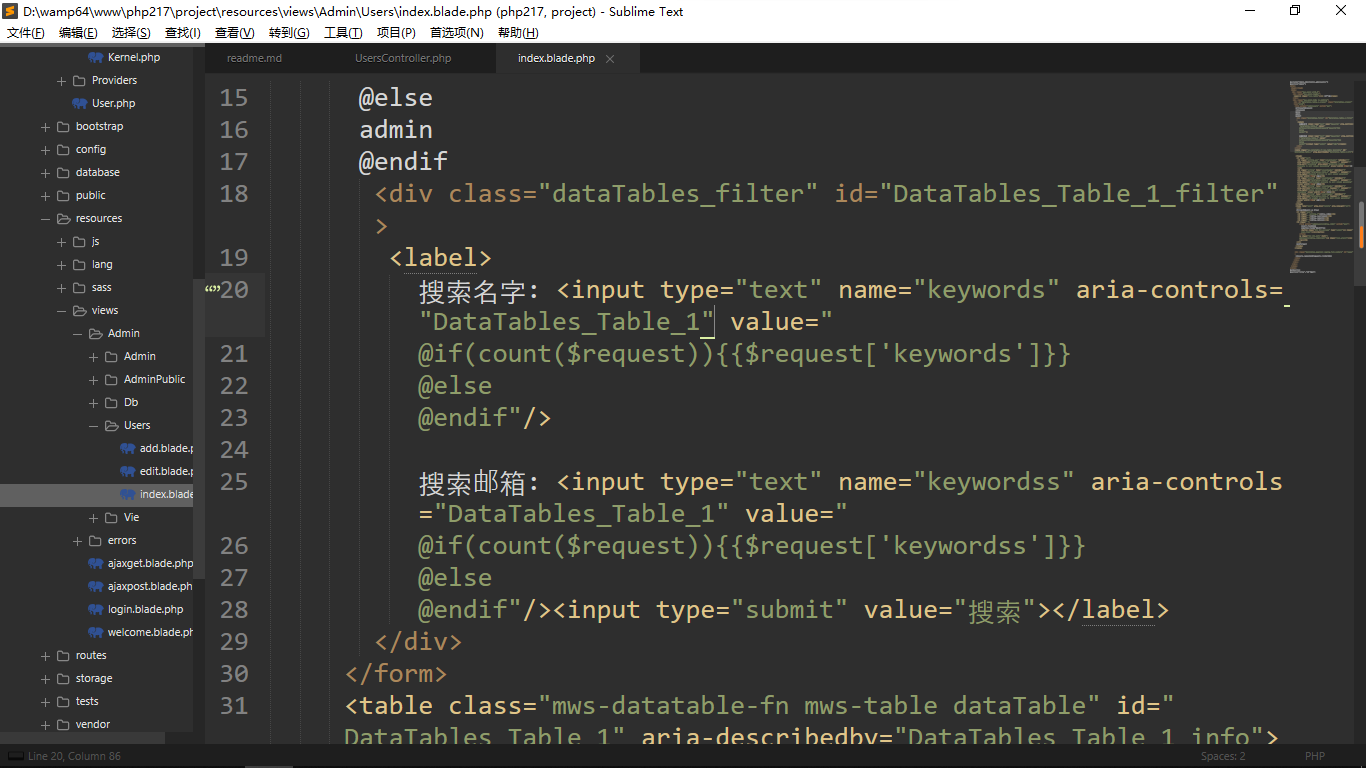 D:\wamp64\www\php217\project\resources\views\Admin\Users\index.blade.php (php217, project) - Sublime Text
文件(F) 编辑(E) 选择(S) 查找(I) 查看(V) 转到(G) 工具(T) 项目(P) 首选项(N) 帮助(H)
Kernel.php
Providers
User.php
bootstrap
config
database
public
resources
js
lang
sass
views
Admin
Admin
AdminPublic
Db
Users
add.blade.p
edit.blade.p
index.blade
Vie
errors
ajaxget.blade.php
ajaxpost.blade.ph
login.blade.php
welcome.blade.ph
routes
storage
tests
vendor
readme.md UsersController.php index.blade.php
15 @else
16 admin
17 @endif
18 <div class="dataTables_filter" id="DataTables_Table_1_filter"
>
19 <label>
20 搜索名字: <input type="text" name="keywords" aria-controls=
"DataTables_Table_1" value="
21 @if(count($request)){{$request['keywords']}}
22 @else
23 @endif"/>
24
25 搜索邮箱: <input type="text" name="keywordss" aria-controls
="DataTables_Table_1" value="
26 @if(count($request)){{$request['keywordss']}}
27 @else
28 @endif"/><input type="submit" value="搜索"></label>
29 </div>
30 </form>
31 <table class="mws-datatable-fn mws-table dataTable" id="
DataTables_Table_1" aria-describedby="DataTables_Table_1_info">
Line 20, Column 86 Spaces: 2 PHP